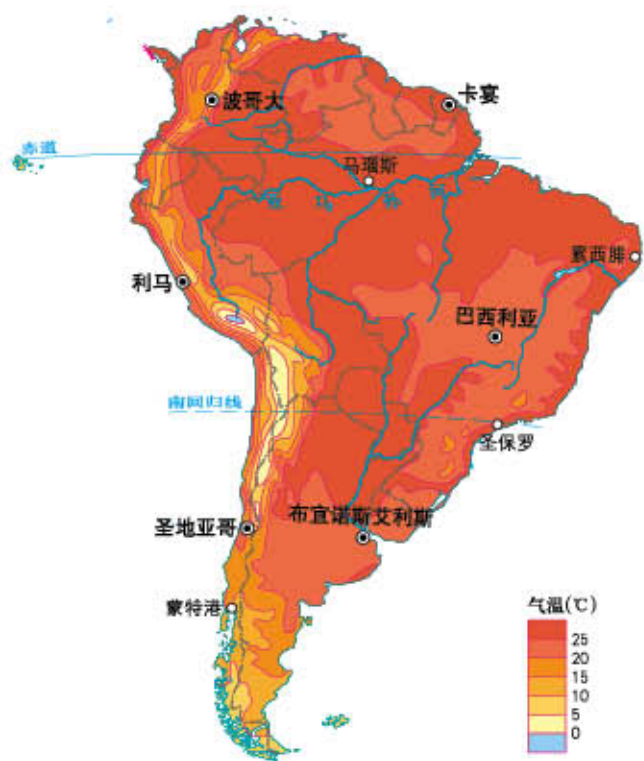 波哥大
卡宴
赤道
马瑙斯
亚 马 孙 河
累西腓
利马
巴西利亚
南回归线
圣保罗
圣地亚哥
布宜诺斯艾利斯
蒙特港
气温(℃)
25
20
15
10
5
0